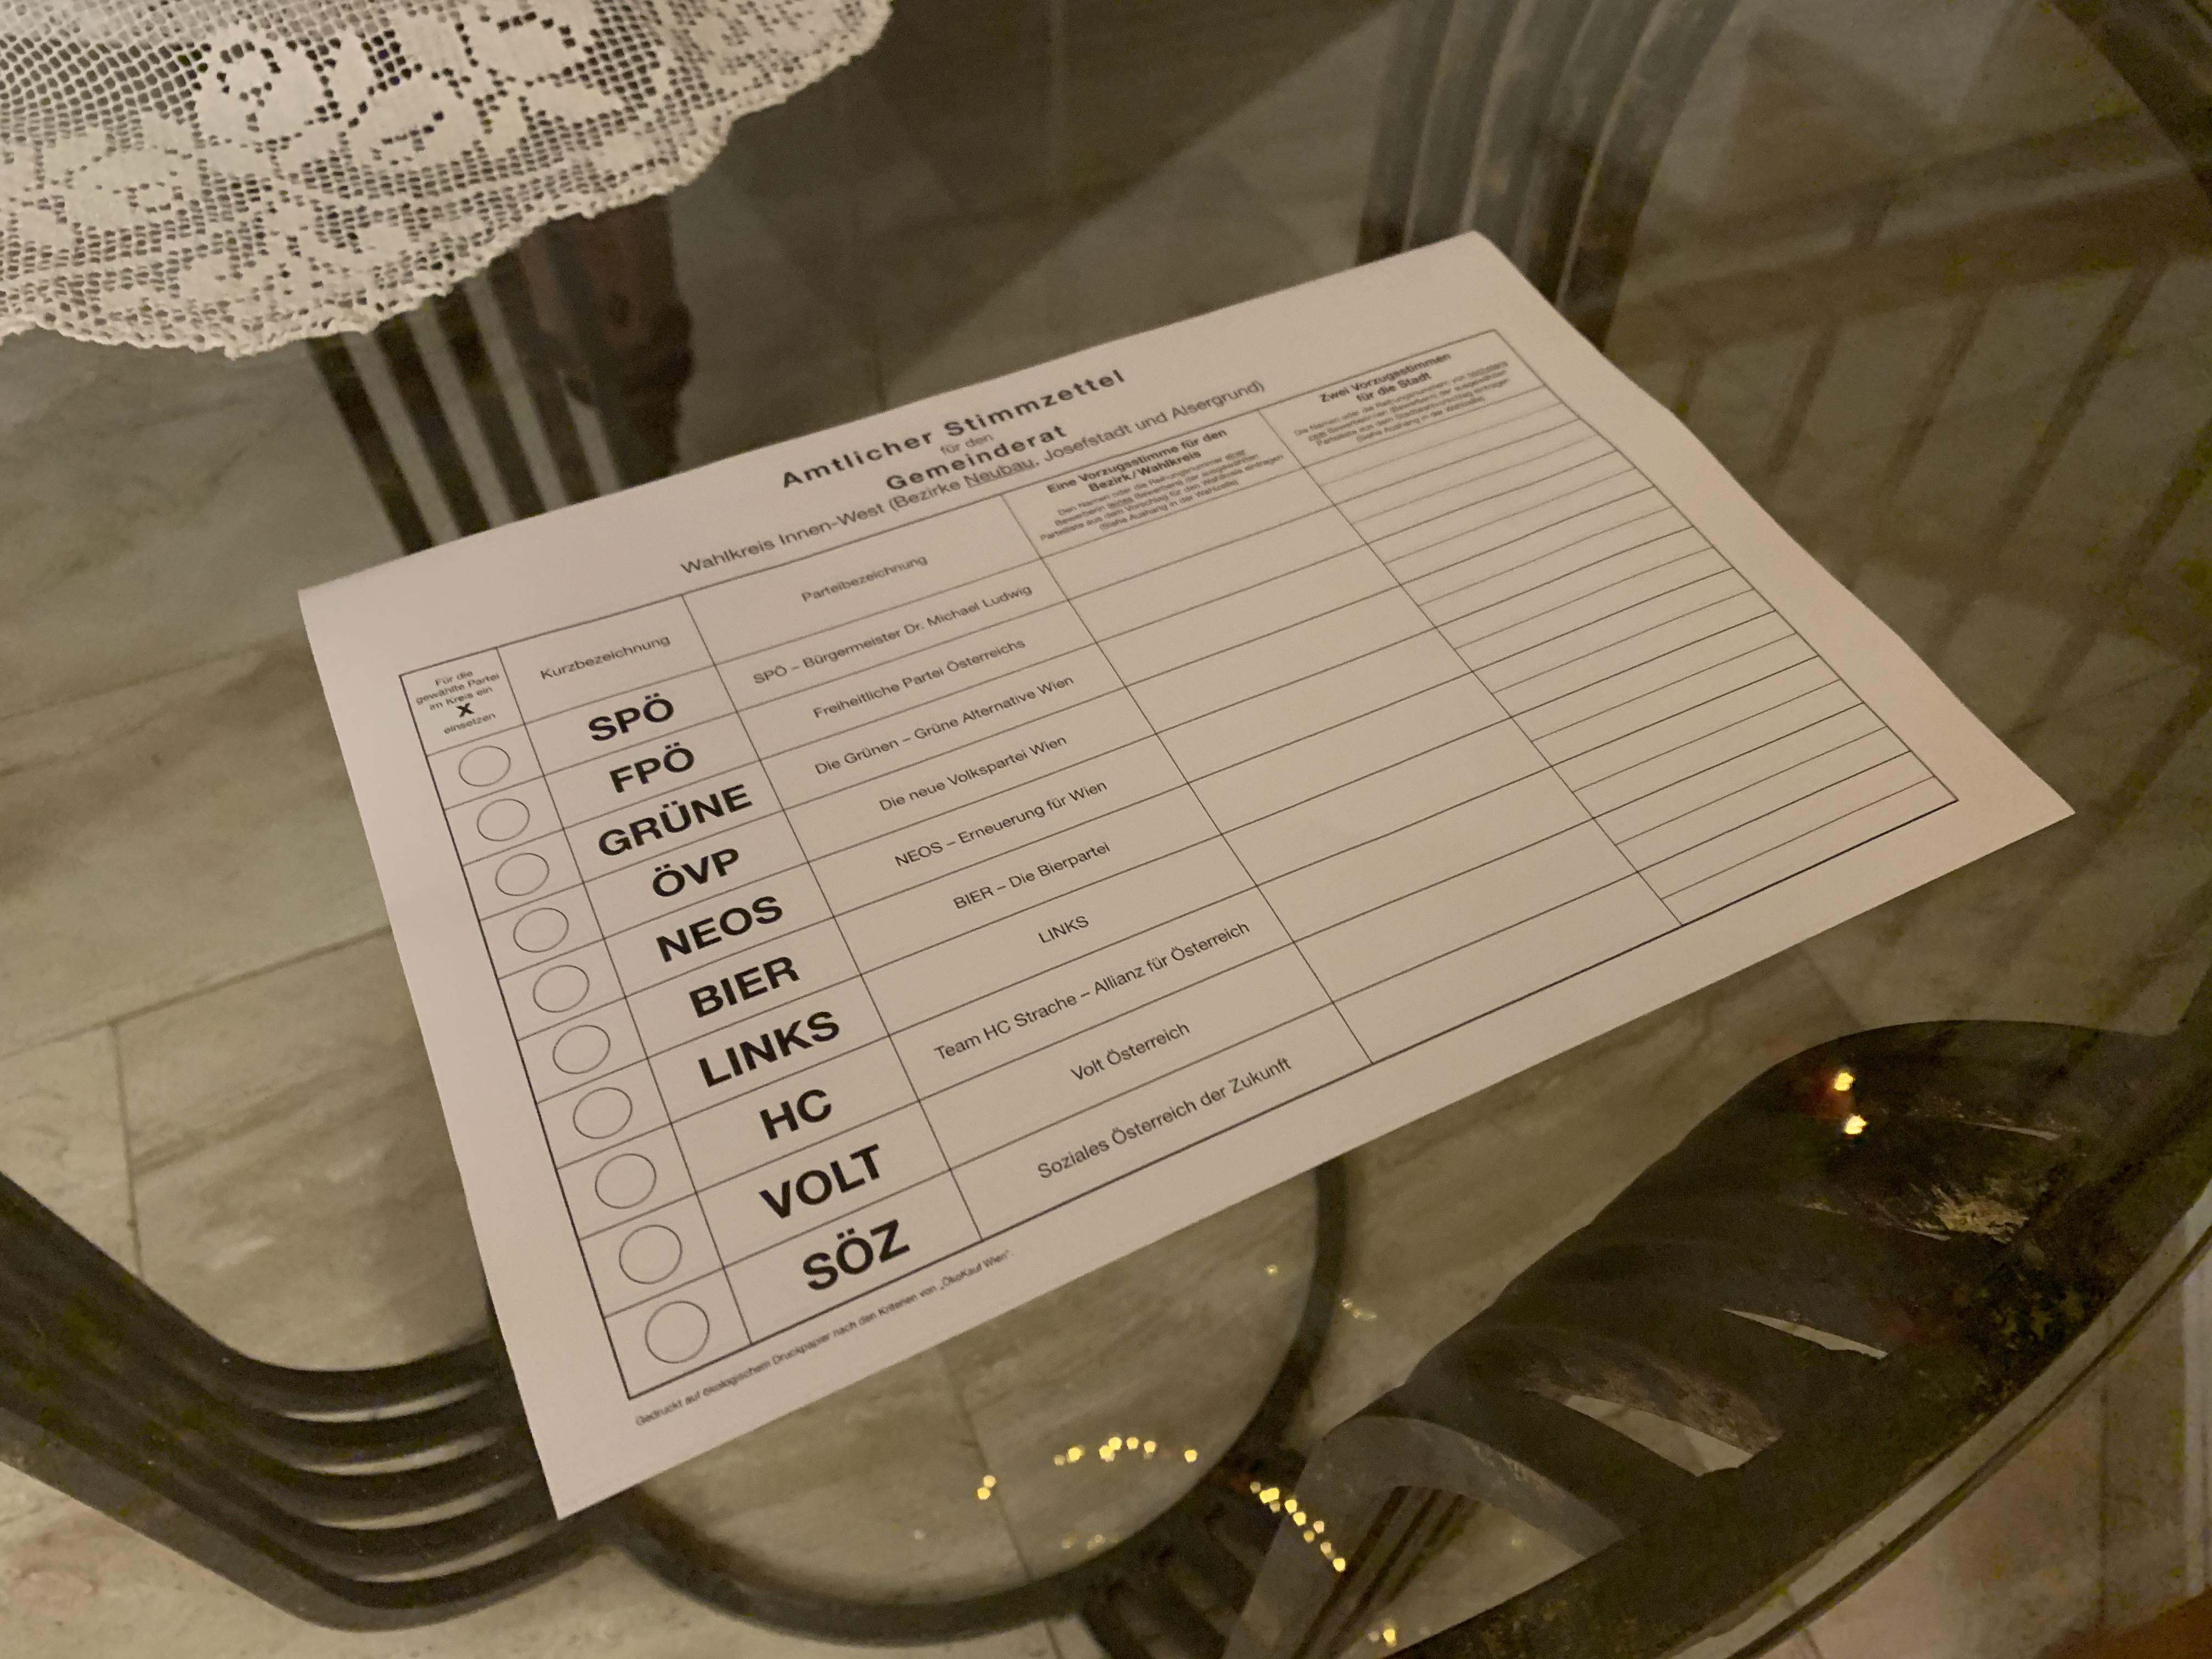 Amtlicher Stimmzettel
für den
Gemeinderat
Wahlkreis Innen-West (Bezirke Neubau, Josefstadt und Alsergrund)
Für die
gewählte Partei
im Kreis ein
X
einsetzen
Kurzbezeichnung
Parteibezeichnung
Eine Vorzugsstimme für den
Bezirk/Wahlkreis
Zwei Vorzugsstimmen
für die Stadt
SPÖ SPÖ – Bürgermeister Dr. Michael Ludwig
FPÖ Freiheitliche Partei Österreichs
GRÜNE Die Grünen – Grüne Alternative Wien
ÖVP Die neue Volkspartei Wien
NEOS NEOS – Erneuerung für Wien
BIER BIER – Die Bierpartei
LINKS LINKS
HC Team HC Strache – Allianz für Österreich
VOLT Volt Österreich
SÖZ Soziales Österreich der Zukunft
Gedruckt auf ökologischem Druckpapier nach den Kriterien von „ÖkoKauf Wien“.